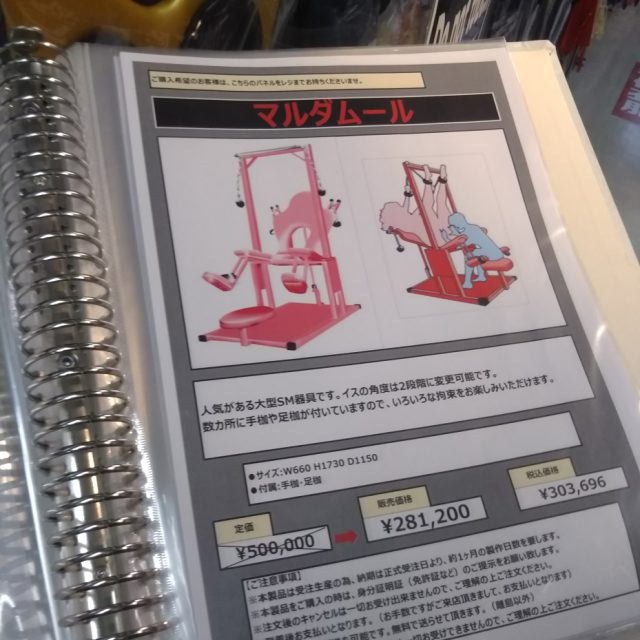 ご購入希望のお客様は、こちらのパネルをレジまでお持ちくださいませ。
マルダムール
人気がある大型SM器具です。イスの角度は2段階に変更可能です。
数カ所に手枷や足枷が付いていますので、いろいろな拘束をお楽しみいただけます。
●サイズ:W660 H1730 D1150
●付属:手枷・足枷
定価
¥500,000
販売価格
¥281,200
税込価格
¥303,696
【ご注意事項】
※本製品は受注生産の為、納期は正式受注日より、約1ヶ月の製作日数を要します。
※本製品をご購入の際は、身分証明証（免許証など）のご提示をお願い致します。
※注文後のキャンセルは一切お受け出来ませんので、ご理解の上ご注文ください。